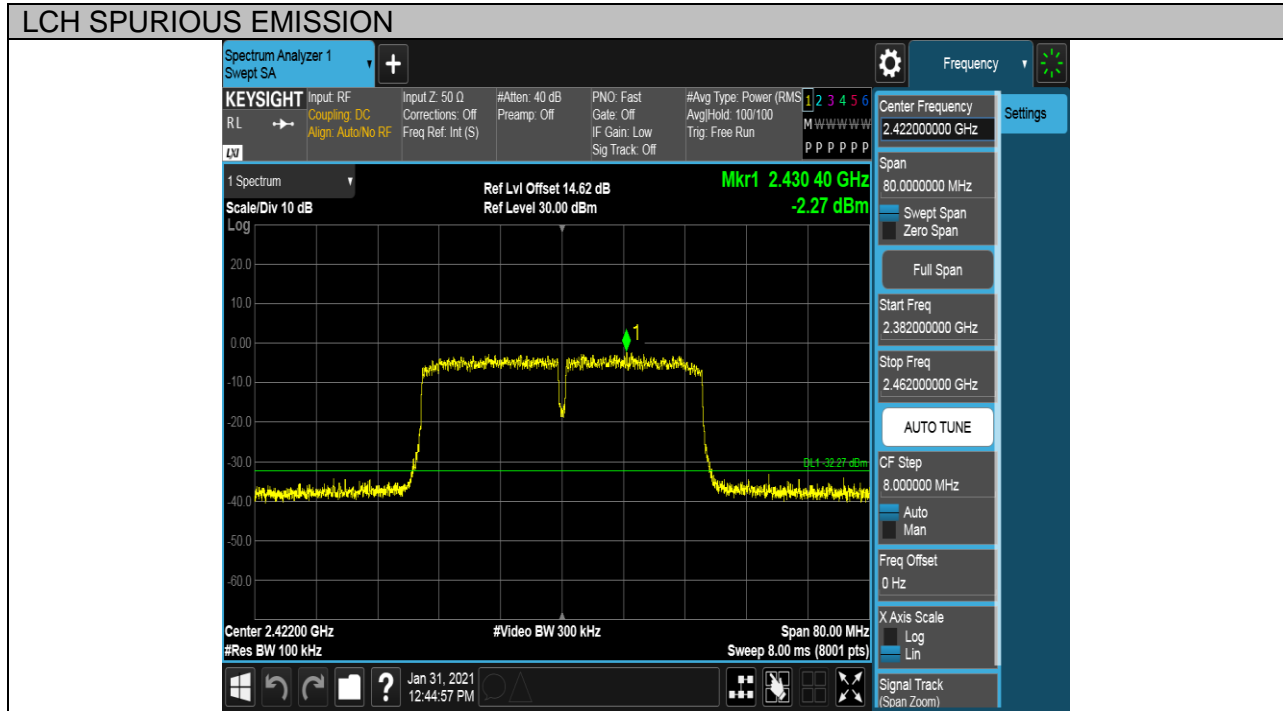 LCH SPURIOUS EMISSION
Spectrum Analyzer 1
Swept SA
+
Frequency
KEYSIGHT
RL
LXI
Input: RF
Coupling: DC
Align: Auto/No RF
Input Z: 50 Ω
Corrections: Off
Freq Ref: Int (S)
#Atten: 40 dB
Preamp: Off
PNO: Fast
Gate: Off
IF Gain: Low
Sig Track: Off
#Avg Type: Power (RMS
Avg|Hold: 100/100
Trig: Free Run
1 2 3 4 5 6
M W W W W W
P P P P P P
1 Spectrum
Scale/Div 10 dB
Log
Ref Lvl Offset 14.62 dB
Ref Level 30.00 dBm
Mkr1 2.430 40 GHz
-2.27 dBm
20.0
10.0
0.00
-10.0
-20.0
-30.0
-40.0
-50.0
-60.0
1
DL1 -32.27 dBm
Center 2.42200 GHz
#Res BW 100 kHz
#Video BW 300 kHz
Span 80.00 MHz
Sweep 8.00 ms (8001 pts)
Center Frequency
2.422000000 GHz
Settings
Span
80.0000000 MHz
Swept Span
Zero Span
Full Span
Start Freq
2.382000000 GHz
Stop Freq
2.462000000 GHz
AUTO TUNE
CF Step
8.000000 MHz
Auto
Man
Freq Offset
0 Hz
X Axis Scale
Log
Lin
Signal Track
(Span Zoom)
?
Jan 31, 2021
12:44:57 PM